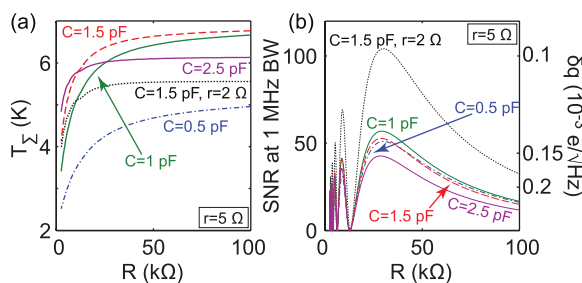 (a)
C=1.5 pF
C=2.5 pF
C=1.5 pF, r=2 Ω
C=0.5 pF
C=1 pF
r=5 Ω
6
4
2
0
50
100
T_Σ (K)
R (kΩ)
(b)
r=5 Ω
C=1.5 pF, r=2 Ω
C=0.5 pF
C=1 pF
C=1.5 pF
C=2.5 pF
100
50
0
0
50
100
SNR at 1 MHz BW
R (kΩ)
0.1
0.15
0.2
δq (10⁻⁵ e/√Hz)